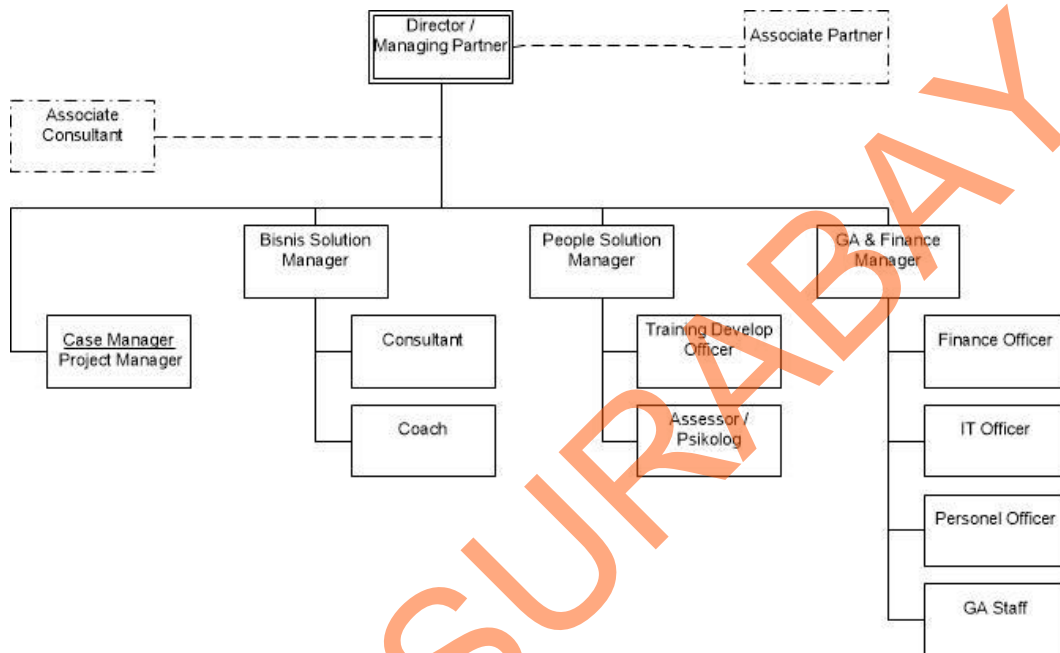 Director /
Managing Partner
Associate Partner
Associate
Consultant
Bisnis Solution
Manager
People Solution
Manager
GA & Finance
Manager
Case Manager
Project Manager
Consultant
Training Develop
Officer
Finance Officer
Coach
Assessor /
Psikolog
IT Officer
Personel Officer
GA Staff
SURABAY